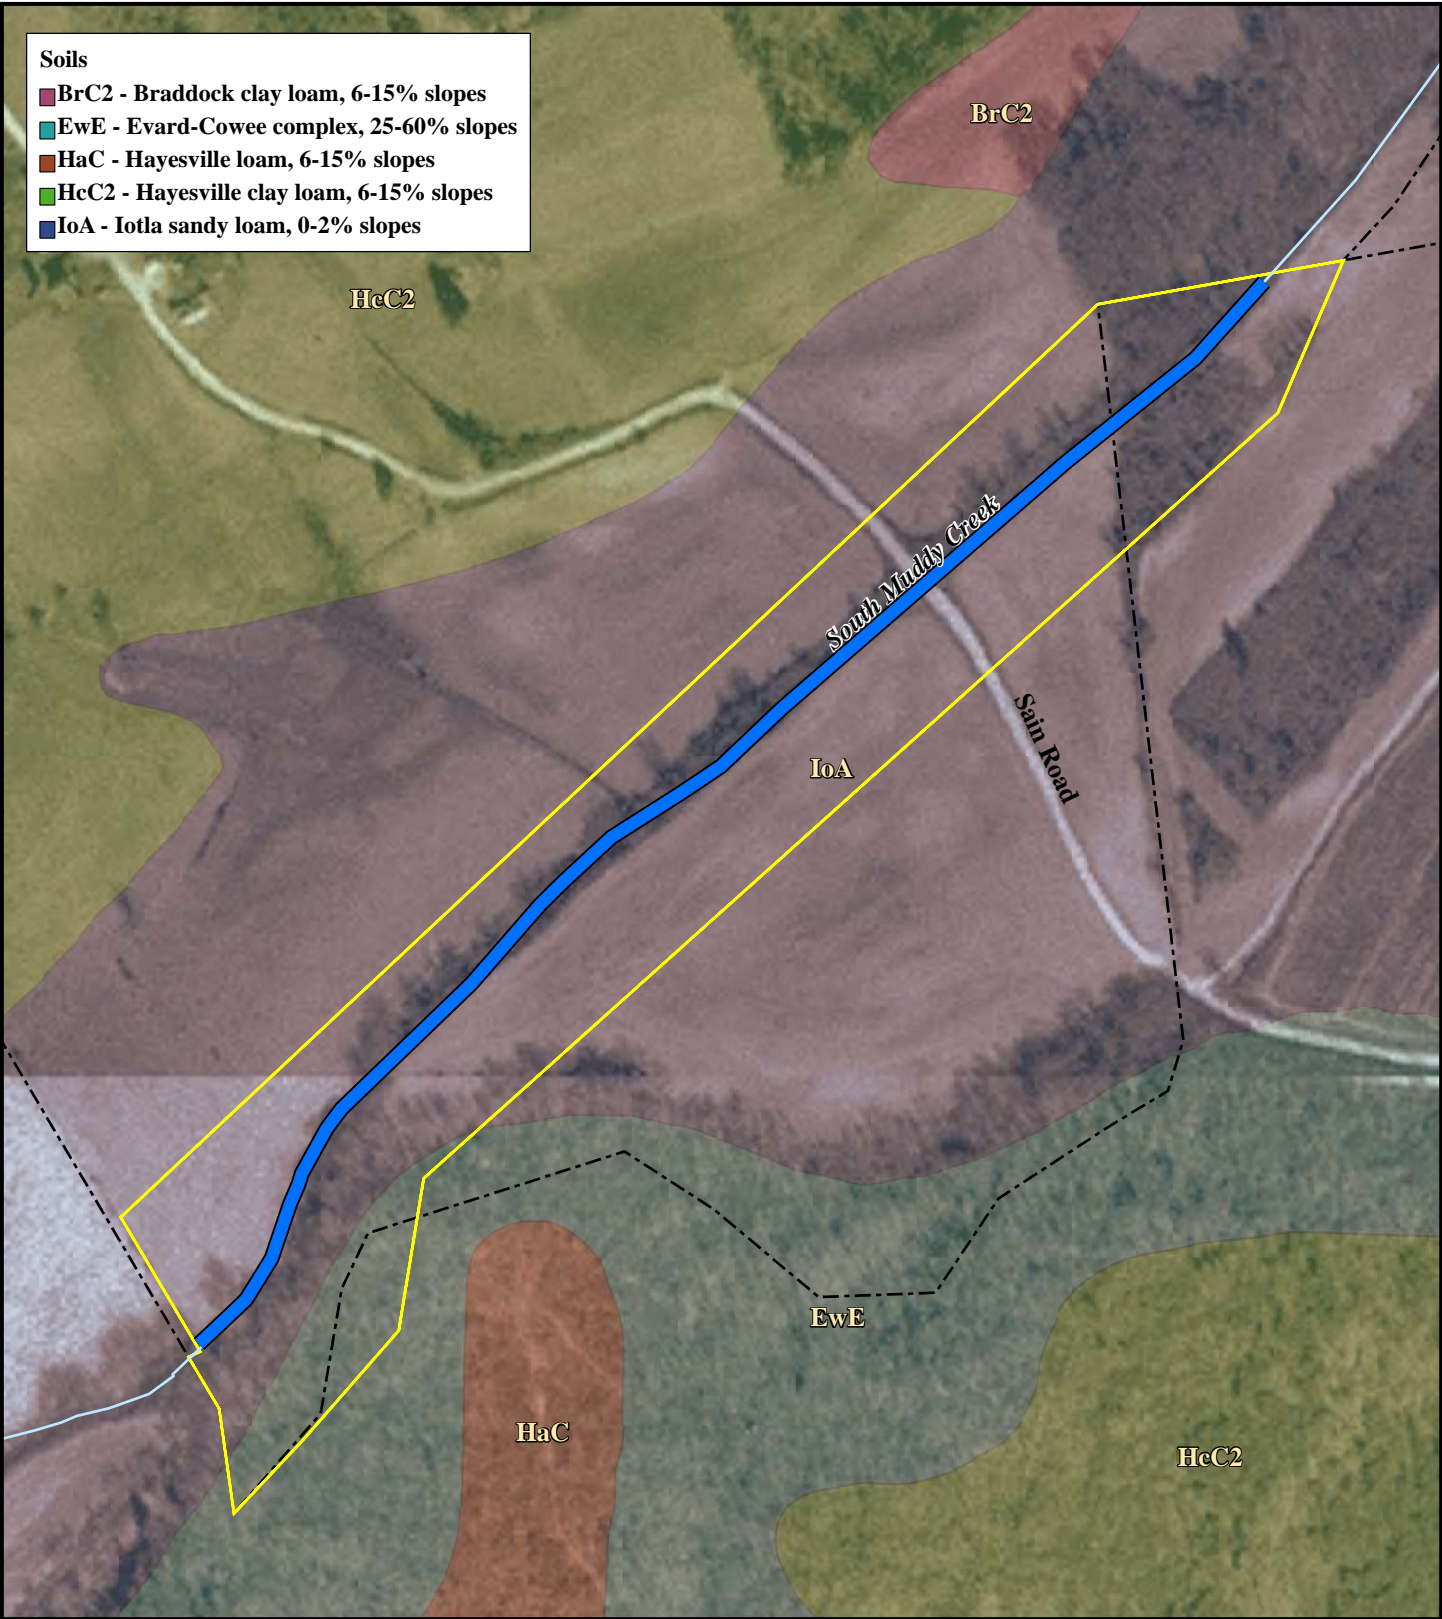 Soils
BrC2 - Braddock clay loam, 6-15% slopes
EwE - Evard-Cowee complex, 25-60% slopes
HaC - Hayesville loam, 6-15% slopes
HcC2 - Hayesville clay loam, 6-15% slopes
IoA - Iotla sandy loam, 0-2% slopes
BrC2
HcC2
South Muddy Creek
Sain Road
IoA
EwE
HaC
HcC2